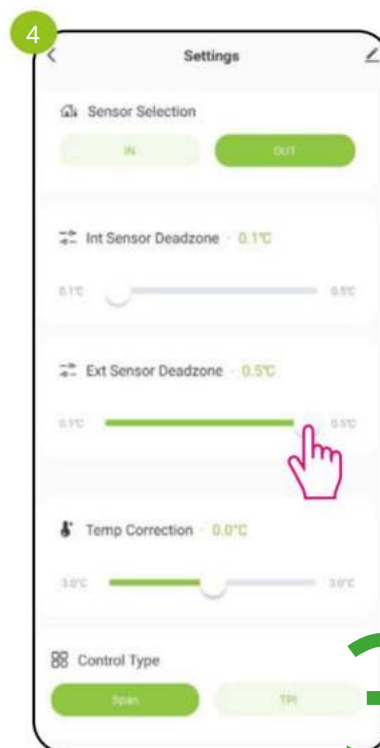 4
Settings
Sensor Selection
IN OUT
Int Sensor Deadzone · 0.1°C
0.1°C 0.5°C
Ext Sensor Deadzone · 0.5°C
0.1°C 0.5°C
Temp Correction · 0.0°C
-3.0°C 3.0°C
Control Type
Span TPI